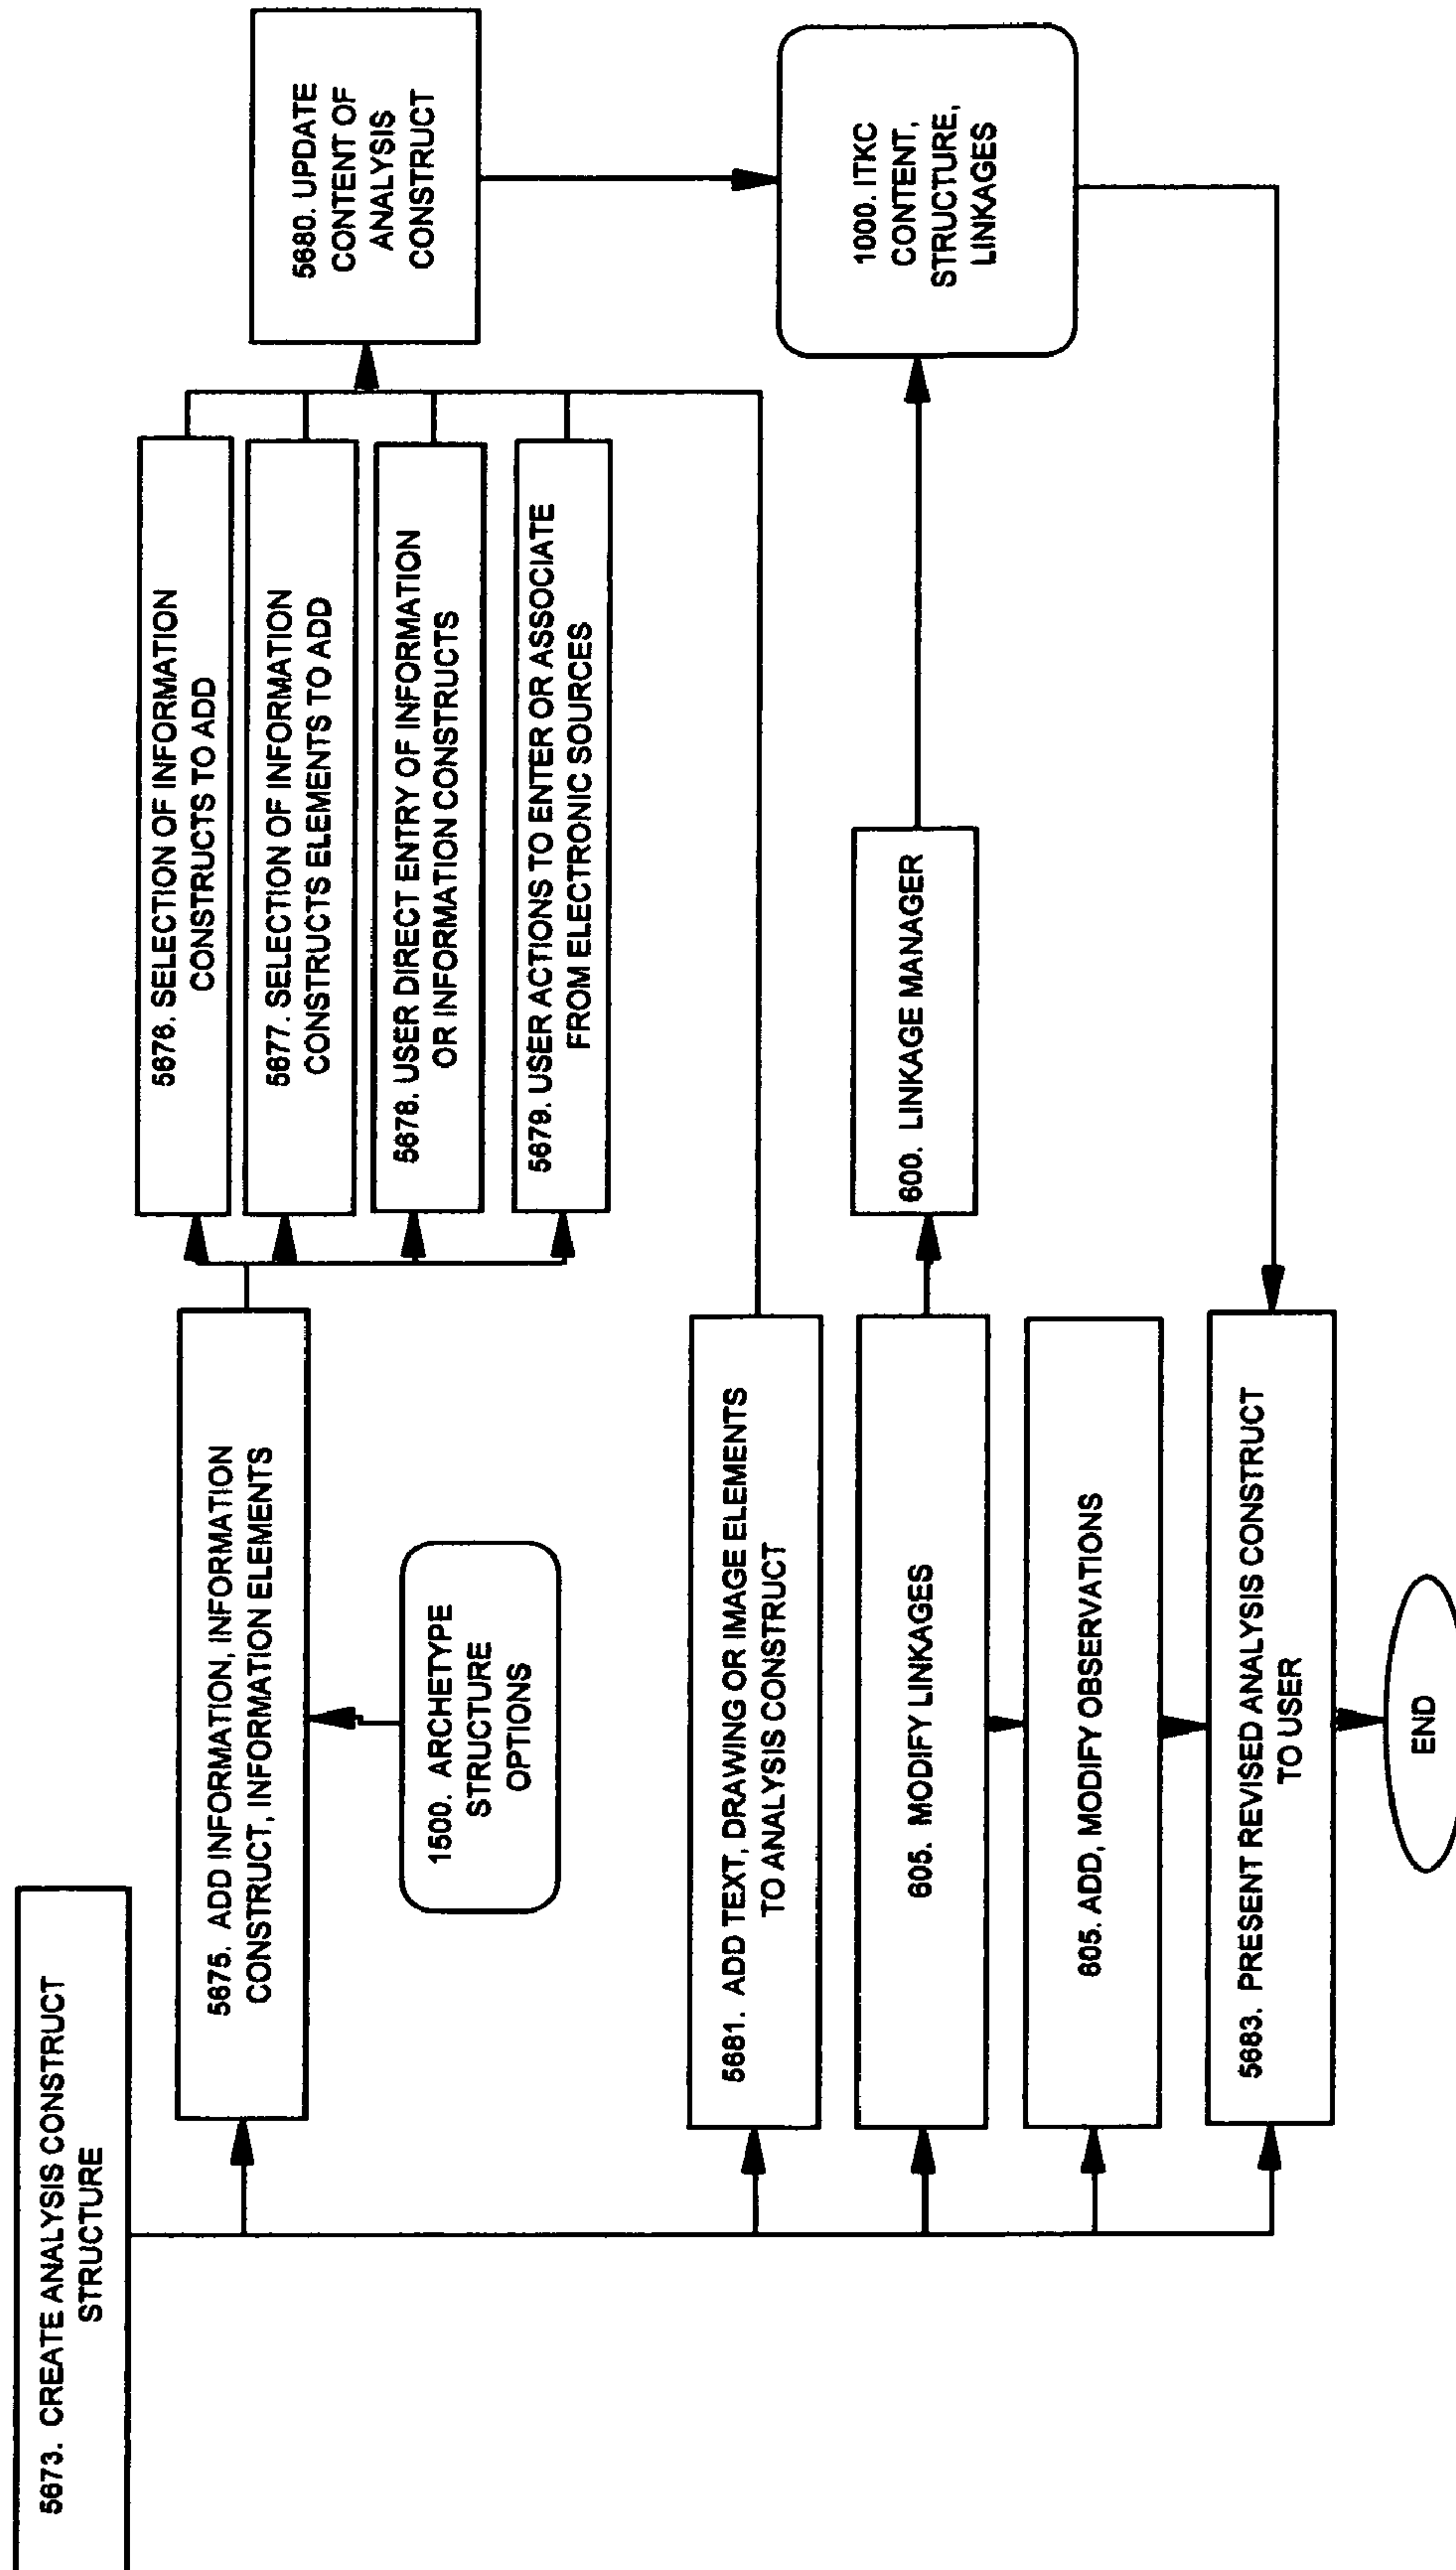 5673. CREATE ANALYSIS CONSTRUCT
STRUCTURE
5675. ADD INFORMATION, INFORMATION
CONSTRUCT, INFORMATION ELEMENTS
1500. ARCHETYPE
STRUCTURE
OPTIONS
5676. SELECTION OF INFORMATION
CONSTRUCTS TO ADD
5677. SELECTION OF INFORMATION
CONSTRUCTS ELEMENTS TO ADD
5678. USER DIRECT ENTRY OF INFORMATION
OR INFORMATION CONSTRUCTS
5679. USER ACTIONS TO ENTER OR ASSOCIATE
FROM ELECTRONIC SOURCES
5680. UPDATE
CONTENT OF
ANALYSIS
CONSTRUCT
5681. ADD TEXT, DRAWING OR IMAGE ELEMENTS
TO ANALYSIS CONSTRUCT
605. MODIFY LINKAGES
600. LINKAGE MANAGER
1000. ITKC
CONTENT,
STRUCTURE,
LINKAGES
605. ADD, MODIFY OBSERVATIONS
5683. PRESENT REVISED ANALYSIS CONSTRUCT
TO USER
END